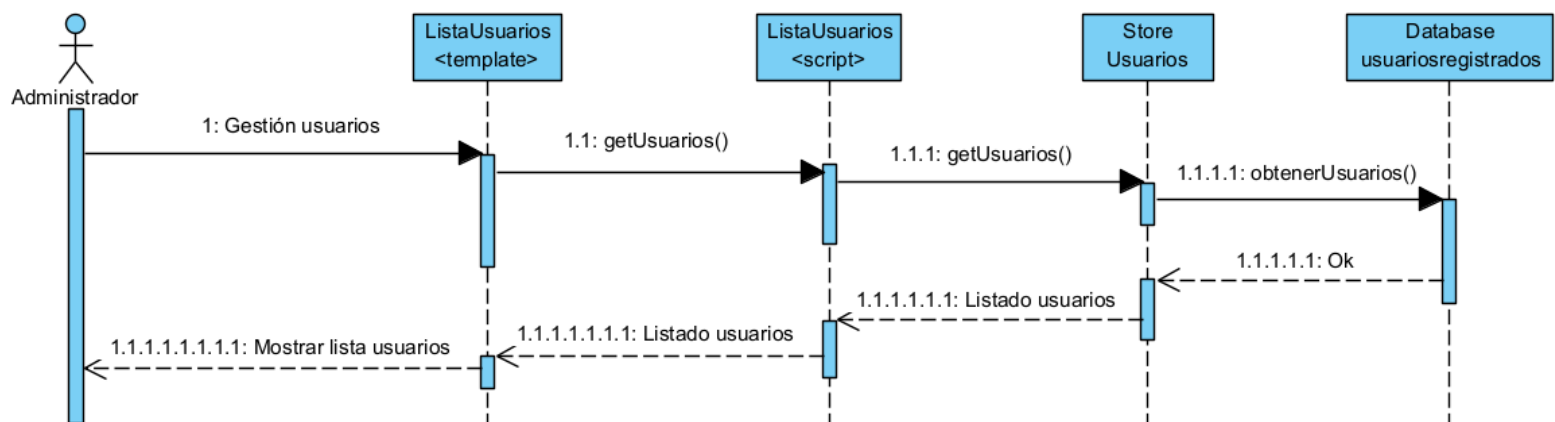 ListaUsuarios
<template>
ListaUsuarios
<script>
Store
Usuarios
Database
usuariosregistrados
Administrador
1: Gestión usuarios
1.1: getUsuarios()
1.1.1: getUsuarios()
1.1.1.1: obtenerUsuarios()
1.1.1.1.1: Ok
1.1.1.1.1.1: Listado usuarios
1.1.1.1.1.1.1: Listado usuarios
1.1.1.1.1.1.1.1: Mostrar lista usuarios